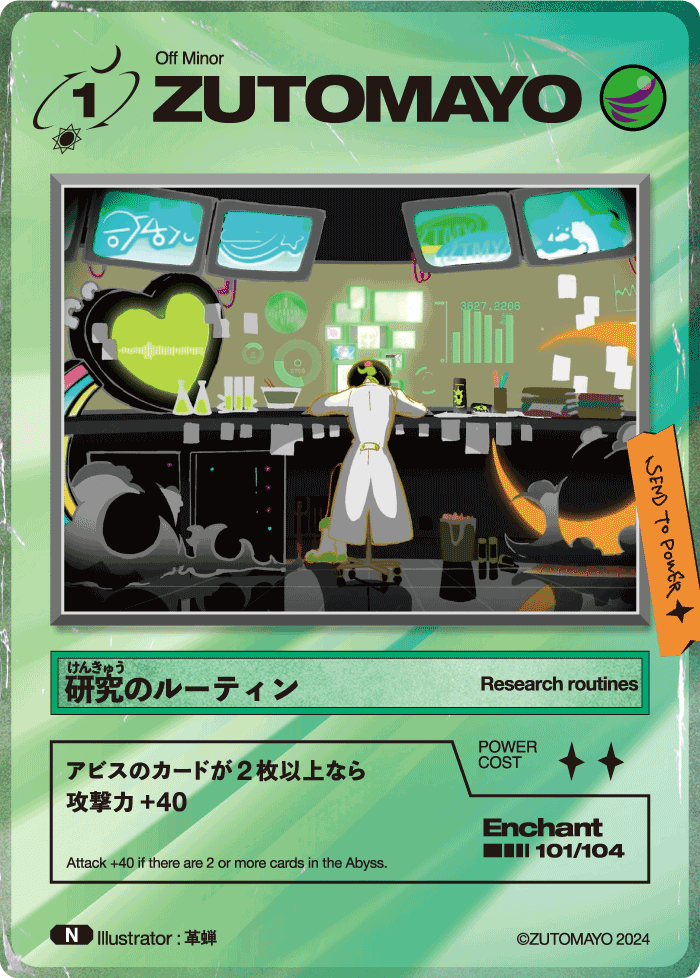 Off Minor
1
ZUTOMAYO
3527.2206
SEND TO POWER
けんきゅう
研究のルーティン
Research routines
アビスのカードが2枚以上なら
攻撃力+40
Attack +40 if there are 2 or more cards in the Abyss.
POWER
COST
Enchant
101/104
N
Illustrator : 革蝉
©ZUTOMAYO 2024